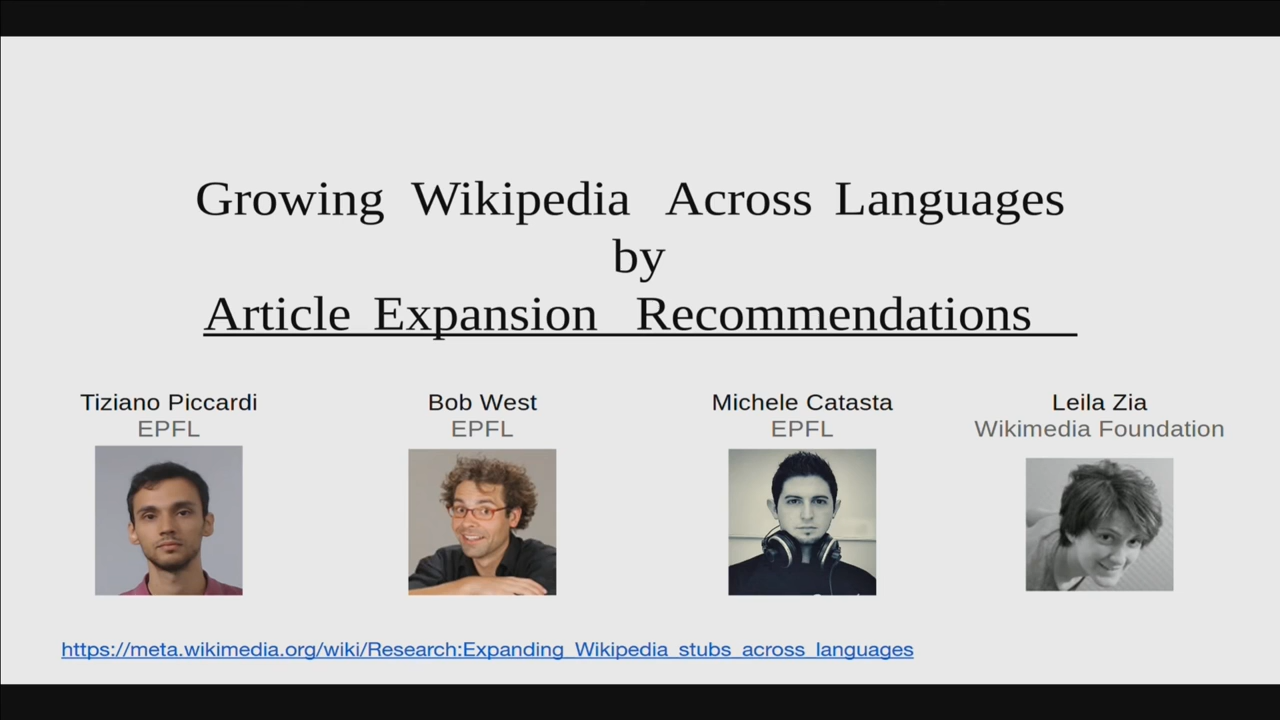 Growing Wikipedia Across Languages
by
Article Expansion Recommendations
Tiziano Piccardi
EPFL
Bob West
EPFL
Michele Catasta
EPFL
Leila Zia
Wikimedia Foundation
https://meta.wikimedia.org/wiki/Research:Expanding_Wikipedia_stubs_across_languages